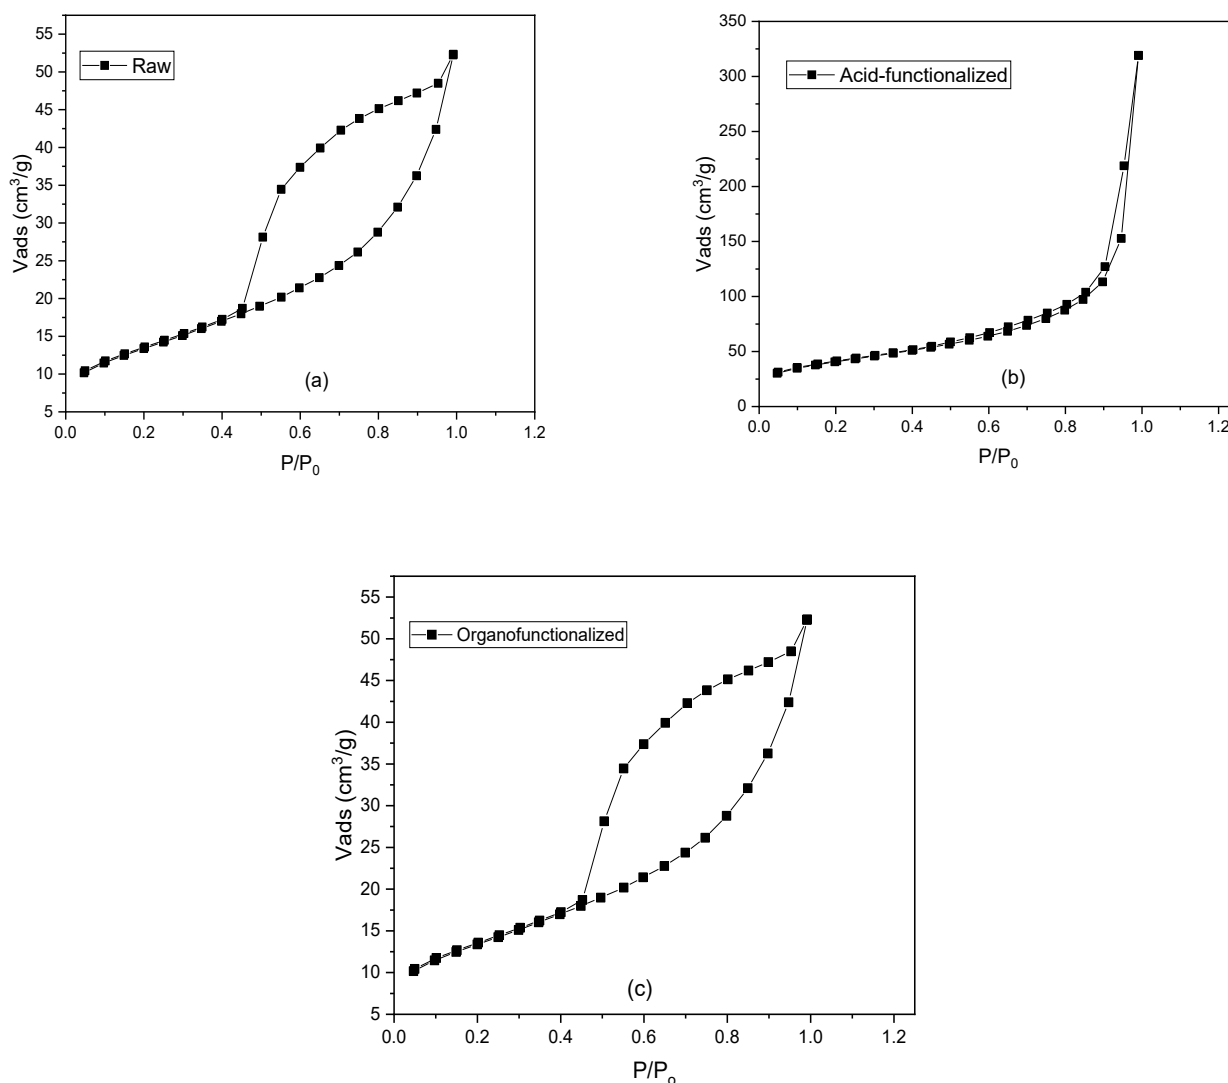 Raw
Vads (cm³/g)
55
50
45
40
35
30
25
20
15
10
5
(a)
0.0 0.2 0.4 0.6 0.8 1.0 1.2
P/P₀
Acid-functionalized
Vads (cm³/g)
350
300
250
200
150
100
50
0
(b)
0.0 0.2 0.4 0.6 0.8 1.0 1.2
P/P₀
Organofunctionalized
Vads (cm³/g)
55
50
45
40
35
30
25
20
15
10
5
(c)
0.0 0.2 0.4 0.6 0.8 1.0 1.2
P/Pₒ